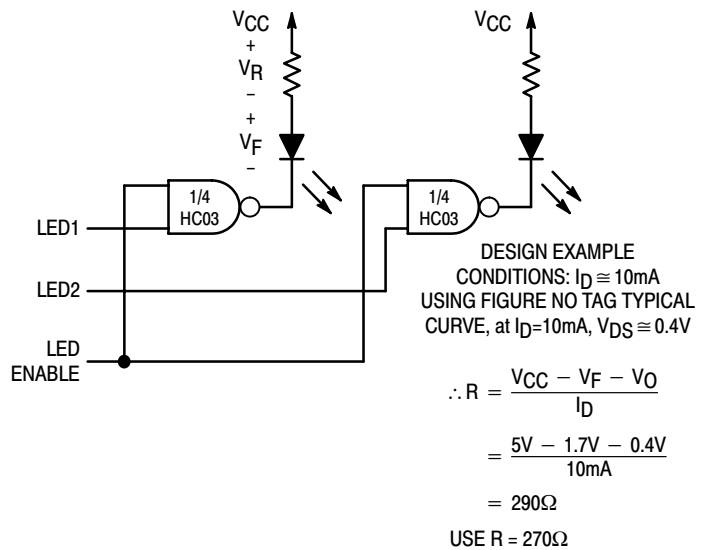 VCC
+
VR
−
+
VF
−
1/4
HC03
LED1
LED2
LED
ENABLE
VCC
1/4
HC03
DESIGN EXAMPLE
CONDITIONS: ID ≅ 10mA
USING FIGURE NO TAG TYPICAL
CURVE, at ID=10mA, VDS ≅ 0.4V
∴ R = (VCC − VF − VO) / ID
= (5V − 1.7V − 0.4V) / 10mA
= 290Ω
USE R = 270Ω